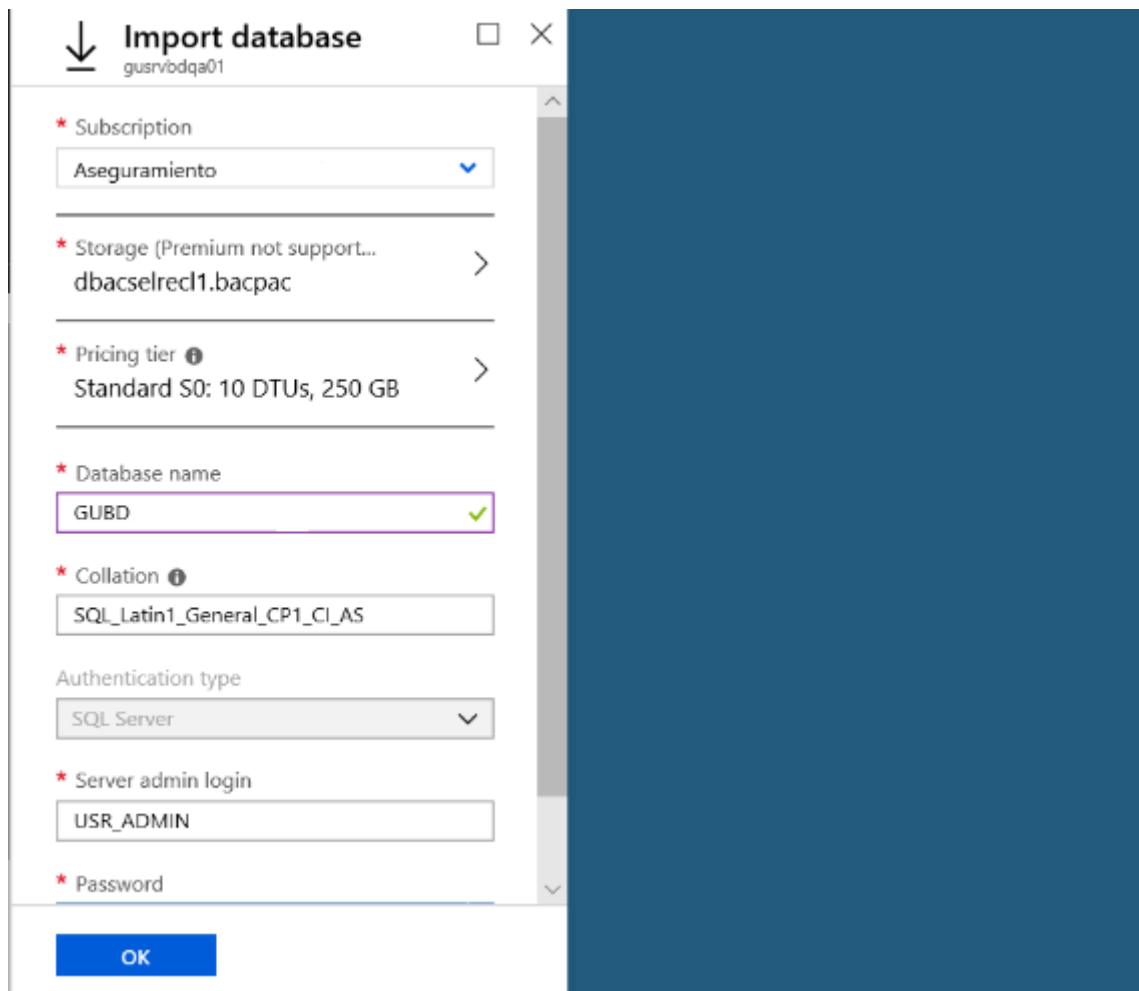 Import database
gusrvbdqa01
* Subscription
Aseguramiento
* Storage (Premium not support...
dbacselrecl1.bacpac
* Pricing tier
Standard S0: 10 DTUs, 250 GB
* Database name
GUBD
* Collation
SQL_Latin1_General_CP1_CI_AS
Authentication type
SQL Server
* Server admin login
USR_ADMIN
* Password
OK